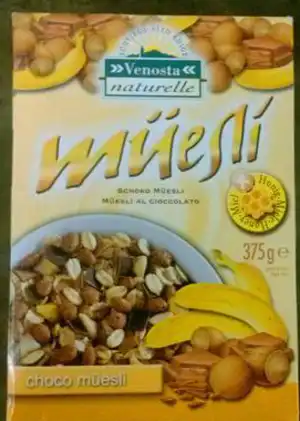 »Venosta«
naturelle
müesli
SCHOKO MÜESLI
MÜESLI AL CIOCCOLATO
375g e
choco müesli